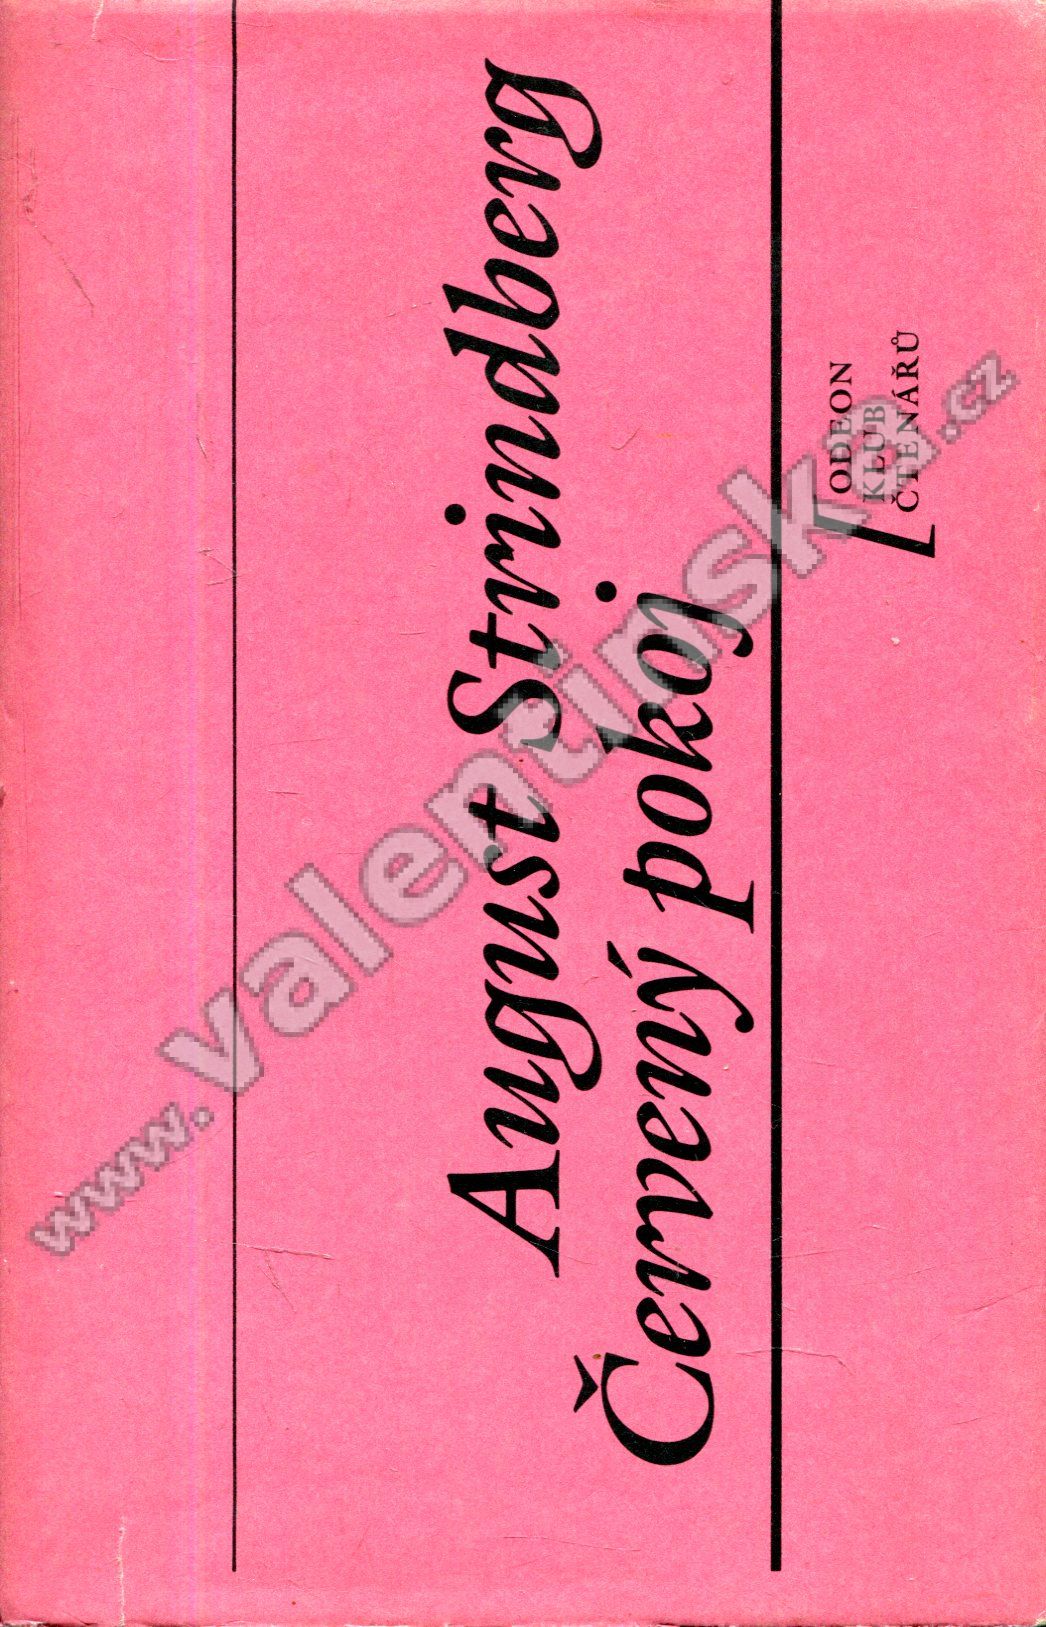 August Strindberg
Červený pokoj
ODEON
KLUB
ČTENÁŘŮ
www.valentinska.cz